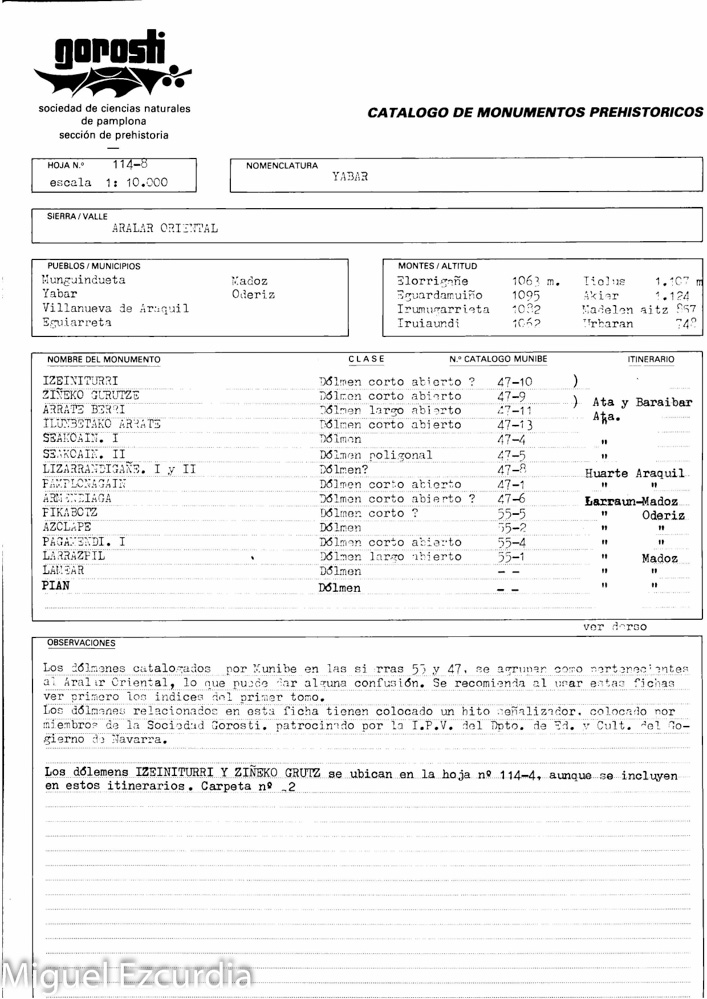 gorosti
sociedad de ciencias naturales
de pamplona
sección de prehistoria
CATALOGO DE MONUMENTOS PREHISTORICOS
HOJA N.º 114-8
escala 1: 10.000
NOMENCLATURA
YABAR
SIERRA / VALLE
ARALAR ORIENTAL
PUEBLOS / MUNICIPIOS
Munguindueta Madoz
Yabar Oderiz
Villanueva de Araquil
Eguiarreta
MONTES / ALTITUD
Elorrigañe 1063 m. 1.107 m
Eguardamuiño 1095 Akier 1.124
Irumugarrieta 1082 Madelen aitz 867
Iruiaundi 1062 Urbaran 748
NOMBRE DEL MONUMENTO CLASE N.º CATALOGO MUNIBE ITINERARIO
IZEINITURRI Dólmen corto abierto ? 47-10 )
ZIÑEKO GURUTZE Dólmen corto abierto 47-9 ) Ata y Baraibar
ARRATE BERRI Dólmen largo abierto 47-11 Ata.
ILUNBETAKO ARRATE Dólmen corto abierto 47-13
SEAKOAIN. I Dólmen 47-4 "
SEAKOAIN. II Dólmen poligonal 47-5 "
LIZARRANDIGAÑE. I y II Dólmen? 47-8 Huarte Araquil
PAMPLONAGAIN Dólmen corto abierto 47-1 " "
ARMENDIAGA Dólmen corto abierto ? 47-6 Larraun-Madoz
PIKABOTZ Dólmen corto ? 55-5 " Oderiz
AZCLAPE Dólmen 55-2 " "
PAGAMENDI. I Dólmen corto abierto 55-4 " "
LARRAZPIL Dólmen largo abierto 55-1 " Madoz
LAMEAR Dólmen -- " "
PIAN Dólmen -- " "
ver dorso
OBSERVACIONES
Los dólmenes catalogados por Munibe en las sierras 55 y 47, se agrupan como pertenecientes
al Aralar Oriental, lo que puede dar alguna confusión. Se recomienda al usar estas fichas
ver primero los indices del primer tomo.
Los dólmenes relacionados en esta ficha tienen colocado un hito señalizador, colocado por
miembros de la Sociedad Gorosti. patrocinado por la I.P.V. del Dpto. de Ed. y Cult. del Go-
gierno de Navarra.
Los dólemens IZEINITURRI Y ZIÑEKO GRUTZ se ubican en la hoja nº 114-4, aunque se incluyen
en estos itinerarios. Carpeta nº 2
Miguel Ezcurdia